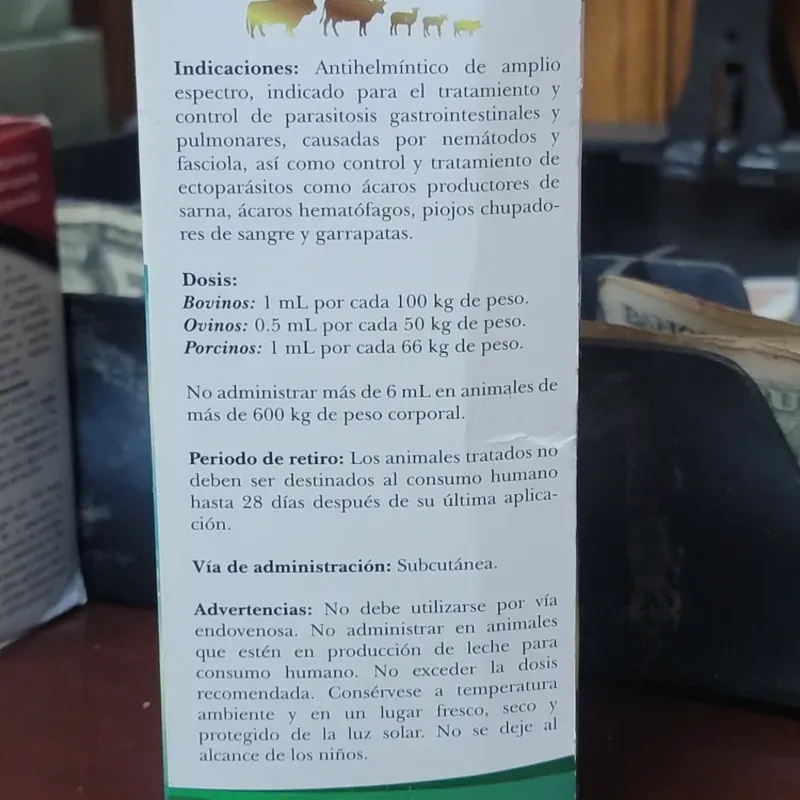 Indicaciones: Antihelmíntico de amplio
espectro, indicado para el tratamiento y
control de parasitosis gastrointestinales y
pulmonares, causadas por nemátodos y
fasciola, así como control y tratamiento de
ectoparásitos como ácaros productores de
sarna, ácaros hematófagos, piojos chupado-
res de sangre y garrapatas.
Dosis:
Bovinos: 1 mL por cada 100 kg de peso.
Ovinos: 0.5 mL por cada 50 kg de peso.
Porcinos: 1 mL por cada 66 kg de peso.
No administrar más de 6 mL en animales de
más de 600 kg de peso corporal.
Periodo de retiro: Los animales tratados no
deben ser destinados al consumo humano
hasta 28 días después de su última aplica-
ción.
Vía de administración: Subcutánea.
Advertencias: No debe utilizarse por vía
endovenosa. No administrar en animales
que estén en producción de leche para
consumo humano. No exceder la dosis
recomendada. Consérvese a temperatura
ambiente y en un lugar fresco, seco y
protegido de la luz solar. No se deje al
alcance de los niños.